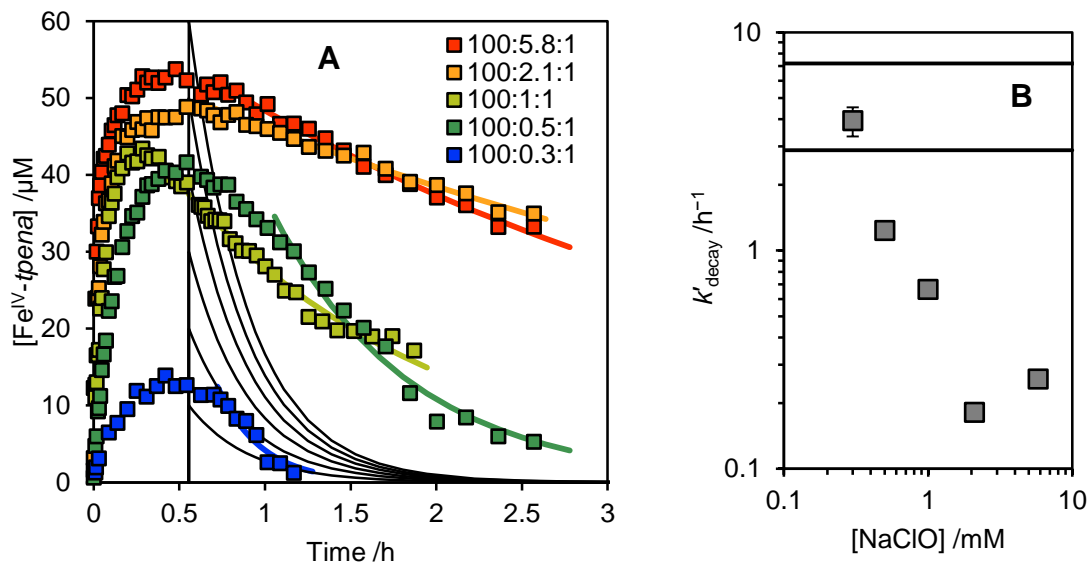 A
100:5.8:1
100:2.1:1
100:1:1
100:0.5:1
100:0.3:1
[Fe^IV-tpena] /µM
60
50
40
30
20
10
0
0 0.5 1 1.5 2 2.5 3
Time /h
B
k′decay /h⁻¹
10
1
0.1
0.1 1 10
[NaClO] /mM